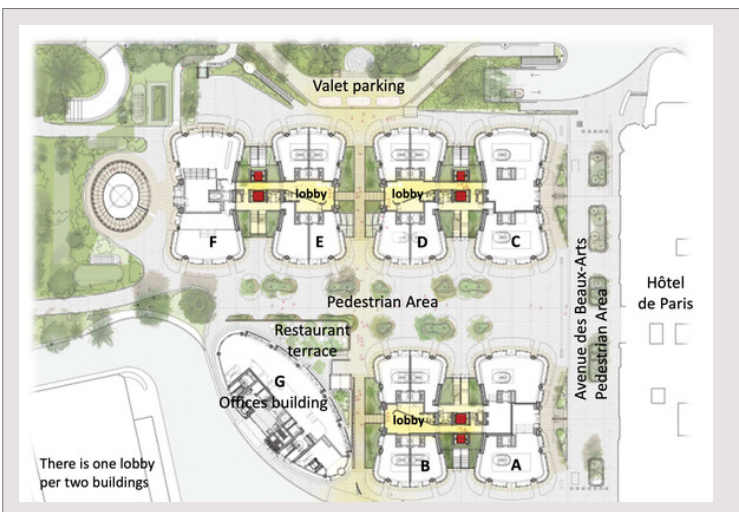 Valet parking
lobby
lobby
F
E
D
C
Pedestrian Area
Avenue des Beaux-Arts
Pedestrian Area
Hôtel
de Paris
Restaurant
terrace
G
Offices building
lobby
B
A
There is one lobby
per two buildings